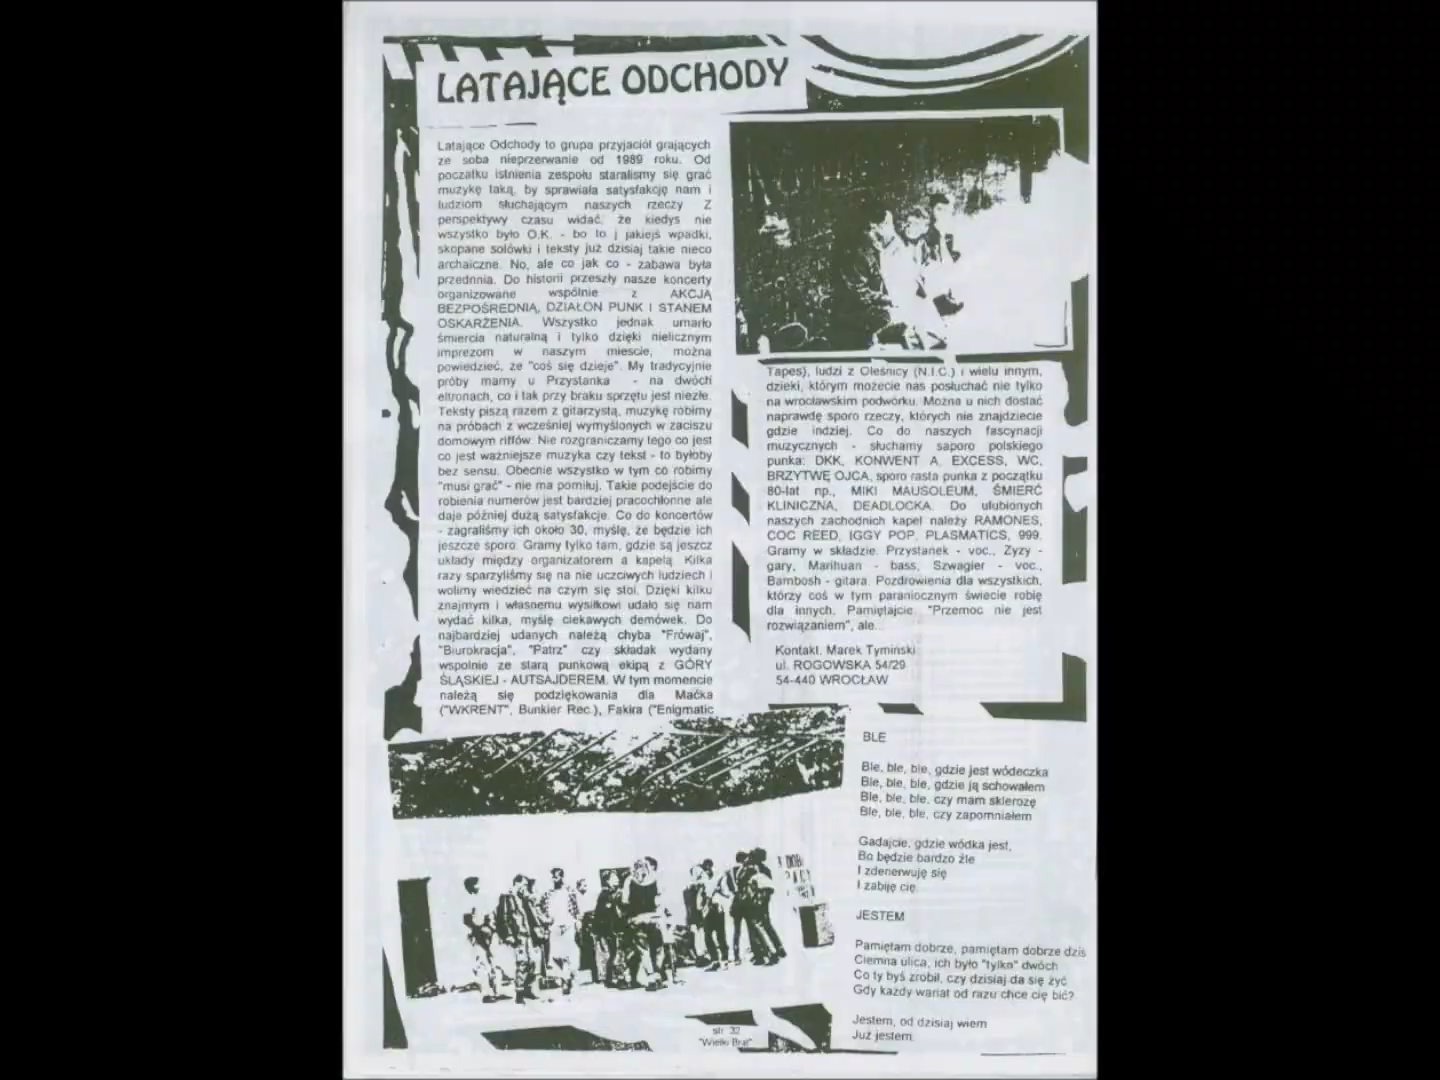 LATAJĄCE ODCHODY
Latające Odchody to grupa przyjaciół grających
ze soba nieprzerwanie od 1989 roku. Od
poczatku istnienia zespołu staralismy się grać
muzykę taką, by sprawiała satysfakcję nam i
ludziom słuchającym naszych rzeczy Z
perspektywy czasu widać, że kiedys nie
wszystko było O.K. - bo to j jakiejś wpadki,
skopane solówki i teksty już dzisiaj takie nieco
archaiczne. No, ale co jak co - zabawa była
przednnia. Do historii przeszły nasze koncerty
organizowane wspólnie z AKCJĄ
BEZPOŚREDNIĄ, DZIAŁON PUNK I STANEM
OSKARŻENIA. Wszystko jednak umarło
śmiercia naturalną i tylko dzięki nielicznym
imprezom w naszym miescie, można
powiedzieć, że "coś się dzieje". My tradycyjnie
próby mamy u Przystanka - na dwóch
eltronach, co i tak przy braku sprzętu jest niezłe.
Teksty piszą razem z gitarzystą, muzykę robimy
na próbach z wcześniej wymyślonych w zaciszu
domowym riffów. Nie rozgraniczamy tego co jest
co jest ważniejsze muzyka czy tekst - to byłoby
bez sensu. Obecnie wszystko w tym co robimy
"musi grać" - nie ma pomiłuj. Takie podejście do
robienia numerów jest bardziej pracochłonne ale
daje później dużą satysfakcje. Co do koncertów
- zagraliśmy ich około 30, myślę, że będzie ich
jeszcze sporo. Gramy tylko tam, gdzie są jeszcz
układy między organizatorem a kapelą. Kilka
razy sparzyliśmy się na nie uczciwych ludziech i
wolimy wiedzieć na czym się stoi. Dzięki kilku
znajmym i własnemu wysiłkowi udało się nam
wydać kilka, myślę ciekawych demówek. Do
najbardziej udanych należą chyba "Frówaj",
"Biurokracja", "Patrz" czy składak wydany
wspolnie ze starą punkową ekipą z GÓRY
ŚLĄSKIEJ - AUTSAJDEREM. W tym momencie
należą się podziękowania dla Maćka
("WKRENT", Bunkier Rec.), Fakira ("Enigmatic
Tapes), ludzi z Oleśnicy (N.I.C.) i wielu innym,
dzieki, którym możecie nas posłuchać nie tylko
na wrocławskim podwórku. Można u nich dostać
naprawdę sporo rzeczy, których nie znajdziecie
gdzie indziej. Co do naszych fascynacji
muzycznych - słuchamy saporo polskiego
punka: DKK, KONWENT A, EXCESS, WC,
BRZYTWĘ OJCA, sporo rasta punka z początku
80-lat np., MIKI MAUSOLEUM, ŚMIERĆ
KLINICZNA, DEADLOCKA. Do ulubionych
naszych zachodnich kapel należy RAMONES,
COC REED, IGGY POP, PLASMATICS, 999.
Gramy w składzie: Przystanek - voc., Zyzy -
gary, Marihuan - bass, Szwagier - voc.,
Bambosh - gitara. Pozdrowienia dla wszystkich,
którzy coś w tym paraniocznym świecie robię
dla innych. Pamiętajcie: "Przemoc nie jest
rozwiązaniem", ale...
Kontakt. Marek Tymiński
ul. ROGOWSKA 54/29
54-440 WROCŁAW
BLE
Ble, ble, ble, gdzie jest wódeczka
Ble, ble, ble, gdzie ją schowałem
Ble, ble, ble, czy mam sklerozę
Ble, ble, ble, czy zapomniałem
Gadajcie, gdzie wódka jest,
Bo będzie bardzo źle
I zdenerwuję się
I zabiję cię.
JESTEM
Pamiętam dobrze, pamiętam dobrze dzis
Ciemna ulica, ich było "tylko" dwóch
Co ty byś zrobił, czy dzisiaj da się żyć
Gdy każdy wariat od razu chce cię bić?
Jestem, od dzisiaj wiem
Już jestem.
str. 32
"Wielki Brat"